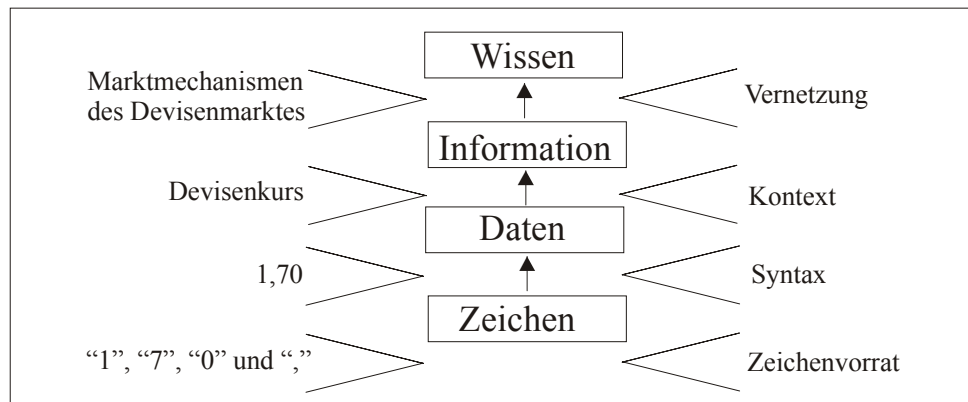 Wissen
Marktmechanismen
des Devisenmarktes
Vernetzung
Information
Devisenkurs
Kontext
Daten
1,70
Syntax
Zeichen
“1”, “7”, “0” und “,”
Zeichenvorrat